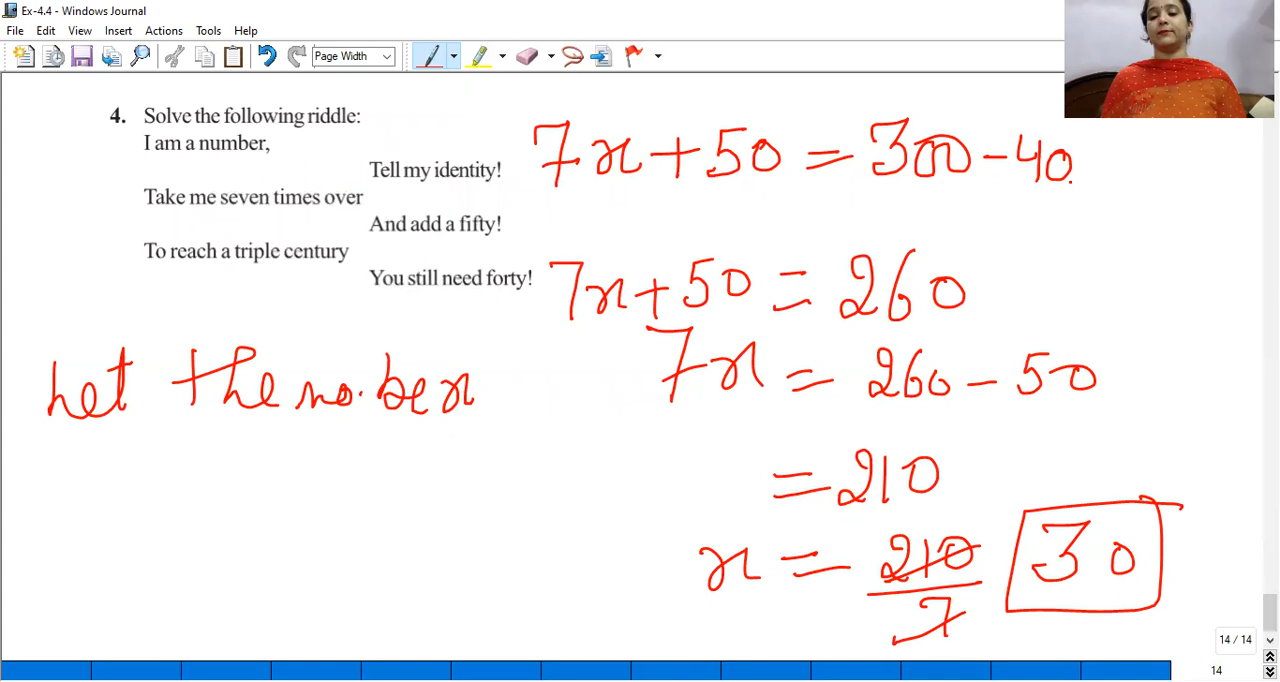 Ex-4.4 - Windows Journal
File Edit View Insert Actions Tools Help
Page Width
4. Solve the following riddle:
I am a number,
Tell my identity!
Take me seven times over
And add a fifty!
To reach a triple century
You still need forty!
Let the no. be x
7x + 50 = 300 - 40
7x + 50 = 260
7x = 260 - 50
= 210
x = 210/7 30
14 / 14
14